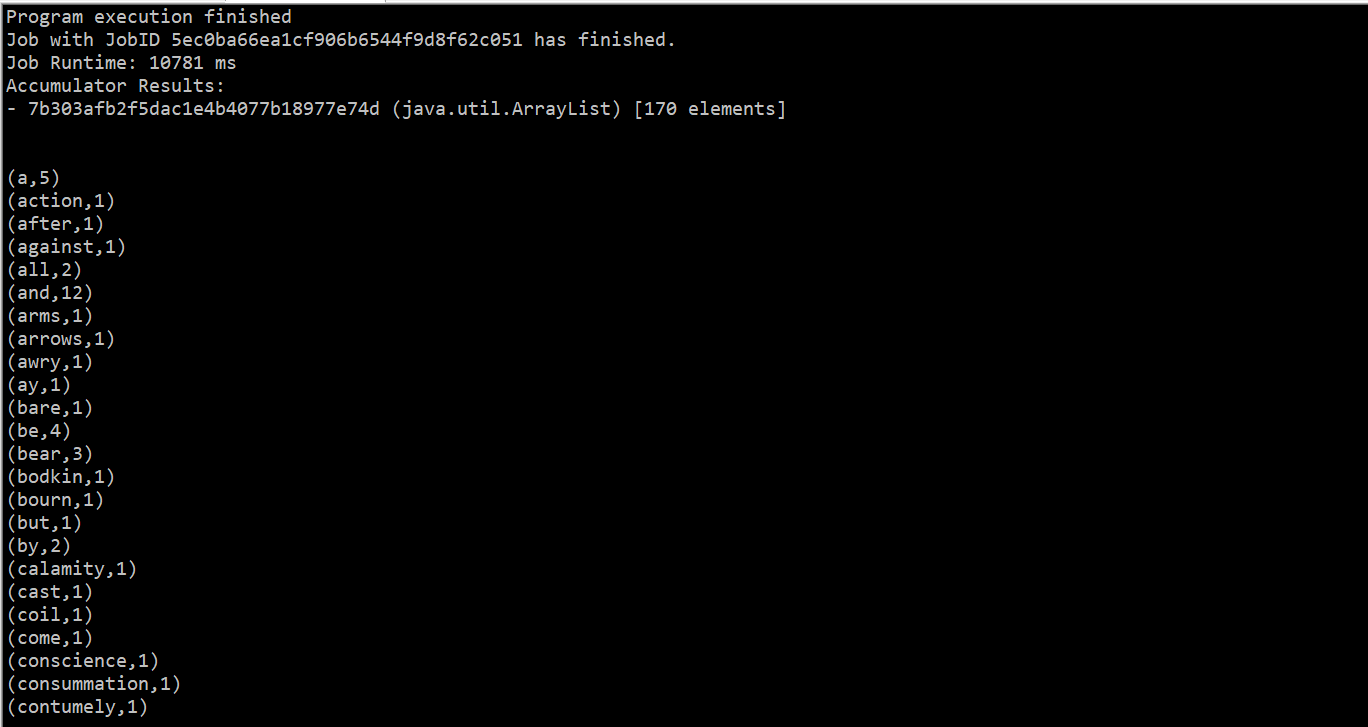 Program execution finished
Job with JobID 5ec0ba66ea1cf906b6544f9d8f62c051 has finished.
Job Runtime: 10781 ms
Accumulator Results:
- 7b303afb2f5dac1e4b4077b18977e74d (java.util.ArrayList) [170 elements]
(a,5)
(action,1)
(after,1)
(against,1)
(all,2)
(and,12)
(arms,1)
(arrows,1)
(awry,1)
(ay,1)
(bare,1)
(be,4)
(bear,3)
(bodkin,1)
(bourn,1)
(but,1)
(by,2)
(calamity,1)
(cast,1)
(coil,1)
(come,1)
(conscience,1)
(consummation,1)
(contumely,1)